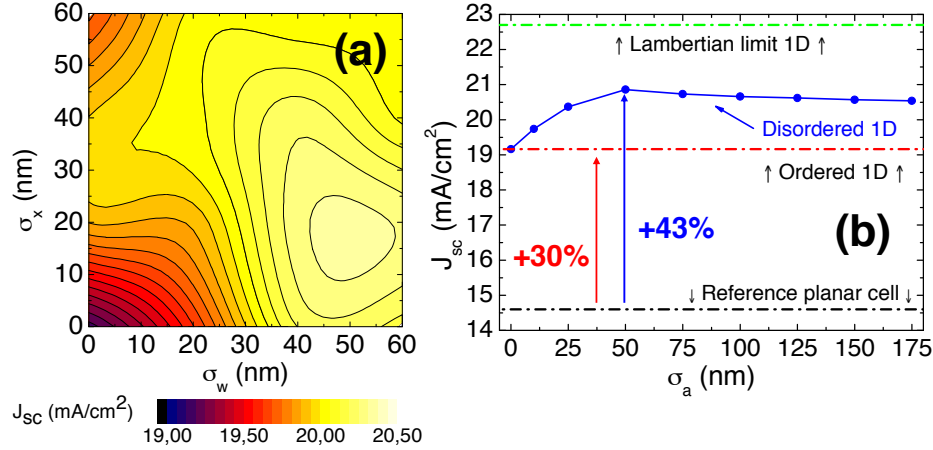 (a)
60
50
40
30
20
10
0
σx (nm)
0 10 20 30 40 50 60
σw (nm)
JSC (mA/cm2)
19,00 19,50 20,00 20,50
23
22
21
20
19
18
17
16
15
14
Jsc (mA/cm2)
↑ Lambertian limit 1D ↑
Disordered 1D
↑ Ordered 1D ↑
(b)
+43%
+30%
↓ Reference planar cell ↓
0 25 50 75 100 125 150 175
σa (nm)